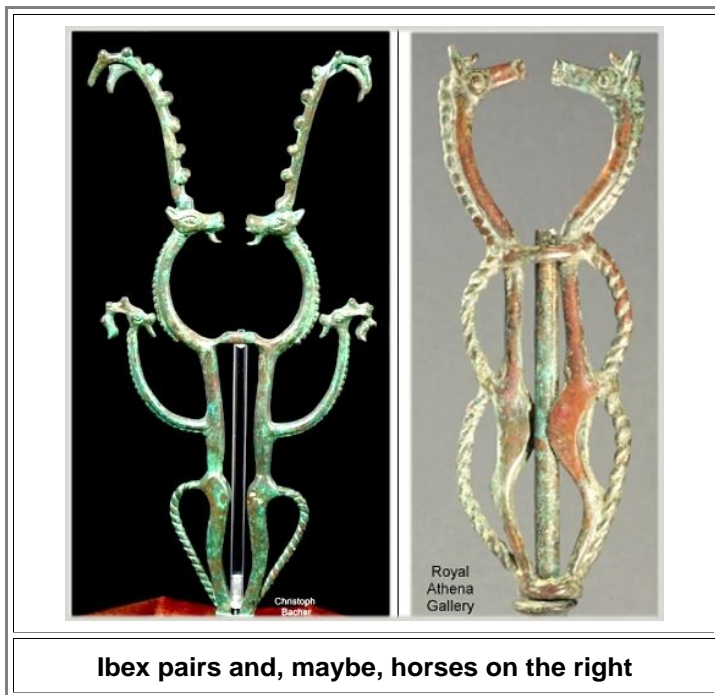 Christoph
Bacher
Royal
Athena
Gallery
Ibex pairs and, maybe, horses on the right